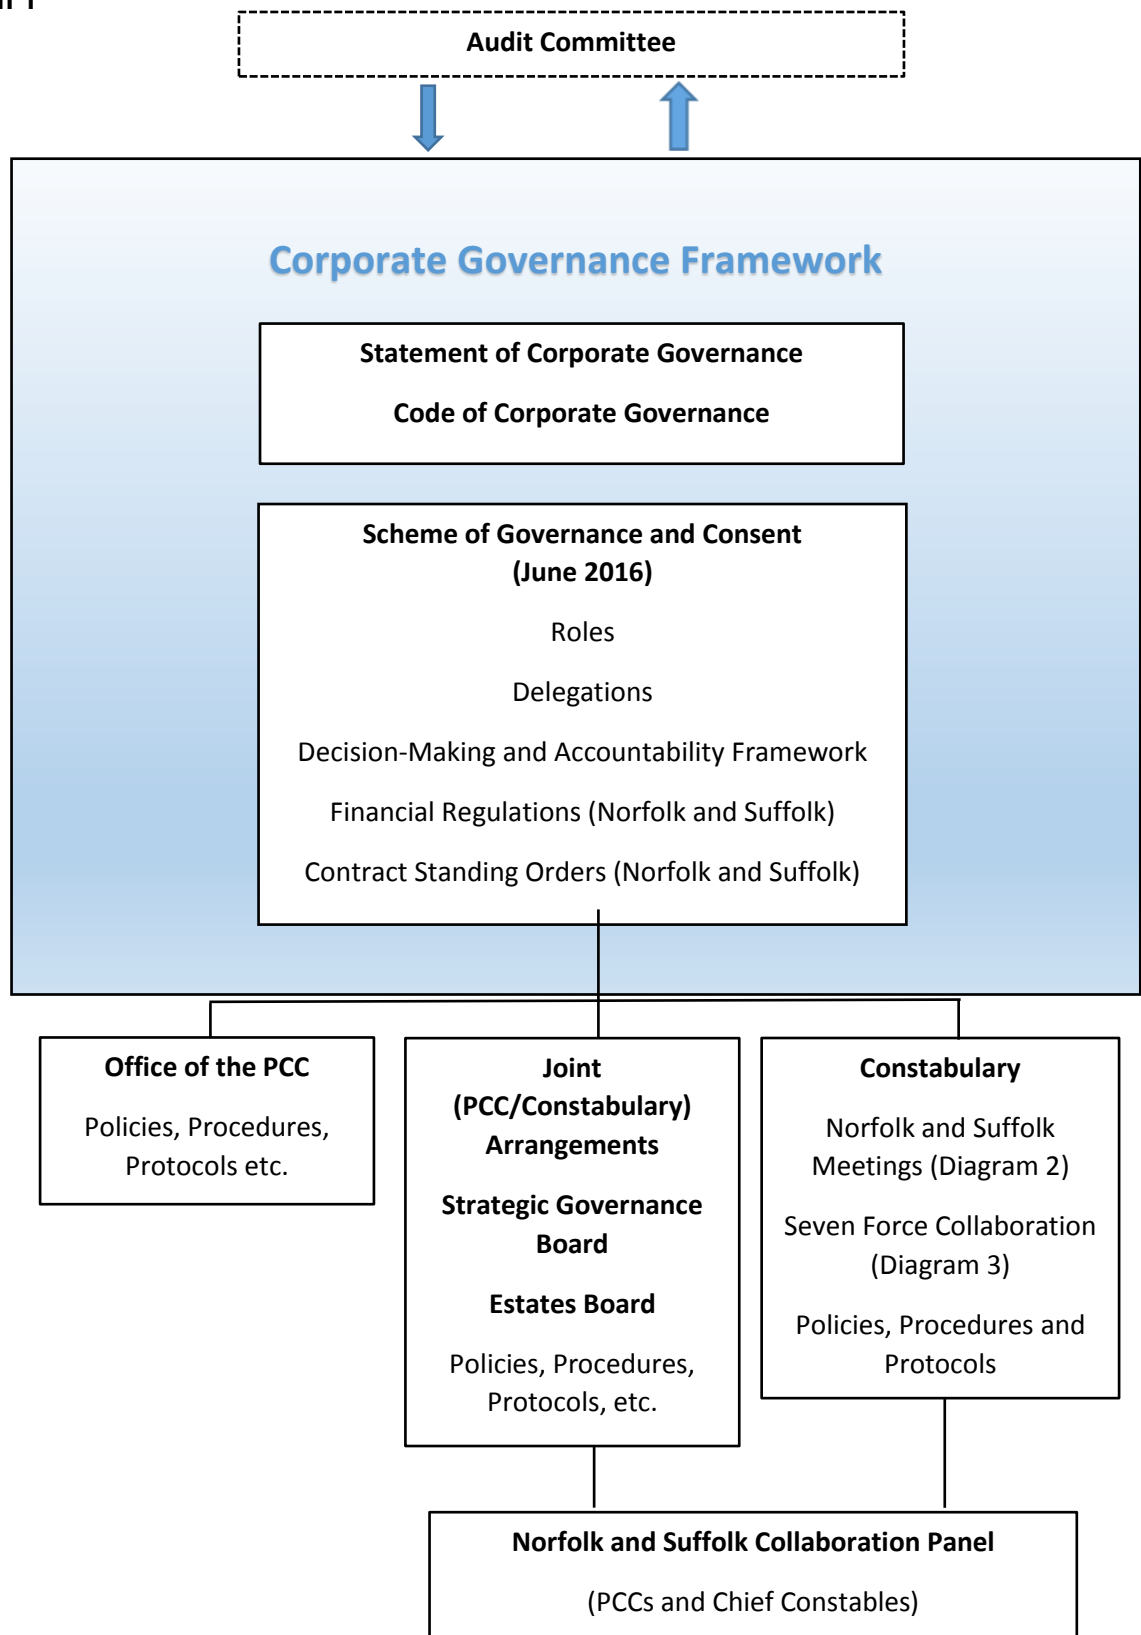 Audit Committee
Corporate Governance Framework
Statement of Corporate Governance
Code of Corporate Governance
Scheme of Governance and Consent
(June 2016)
Roles
Delegations
Decision-Making and Accountability Framework
Financial Regulations (Norfolk and Suffolk)
Contract Standing Orders (Norfolk and Suffolk)
Office of the PCC
Policies, Procedures,
Protocols etc.
Joint
(PCC/Constabulary)
Arrangements
Strategic Governance
Board
Estates Board
Policies, Procedures,
Protocols, etc.
Constabulary
Norfolk and Suffolk
Meetings (Diagram 2)
Seven Force Collaboration
(Diagram 3)
Policies, Procedures and
Protocols
Norfolk and Suffolk Collaboration Panel
(PCCs and Chief Constables)